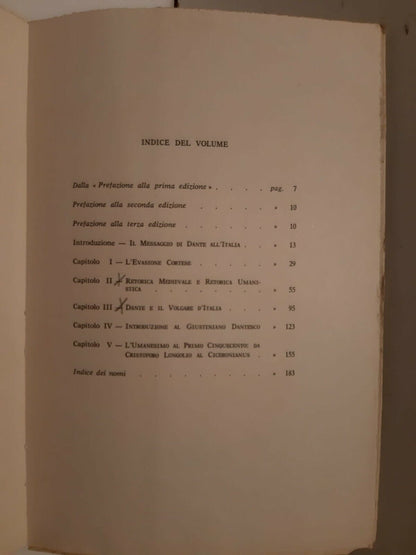 INDICE DEL VOLUME
Dalla « Prefazione alla prima edizione » . . . . pag. 7
Prefazione alla seconda edizione . . . . . » 10
Prefazione alla terza edizione . . . . . . » 10
Introduzione — IL MESSAGGIO DI DANTE ALL'ITALIA . » 13
Capitolo I — L'EVASIONE CORTESE . . . . . » 29
Capitolo II — RETORICA MEDIEVALE E RETORICA UMANI-
STICA . . . . . . . . » 55
Capitolo III — DANTE E IL VOLGARE D'ITALIA . . . » 95
Capitolo IV — INTRODUZIONE AL GIUSTINIANO DANTESCO » 123
Capitolo V — L'UMANESIMO AL PRIMO CINQUECENTO: DA
CRISTOFORO LONGOLIO AL CICERONIANUS . » 155
Indice dei nomi . . . . . . . . . » 183